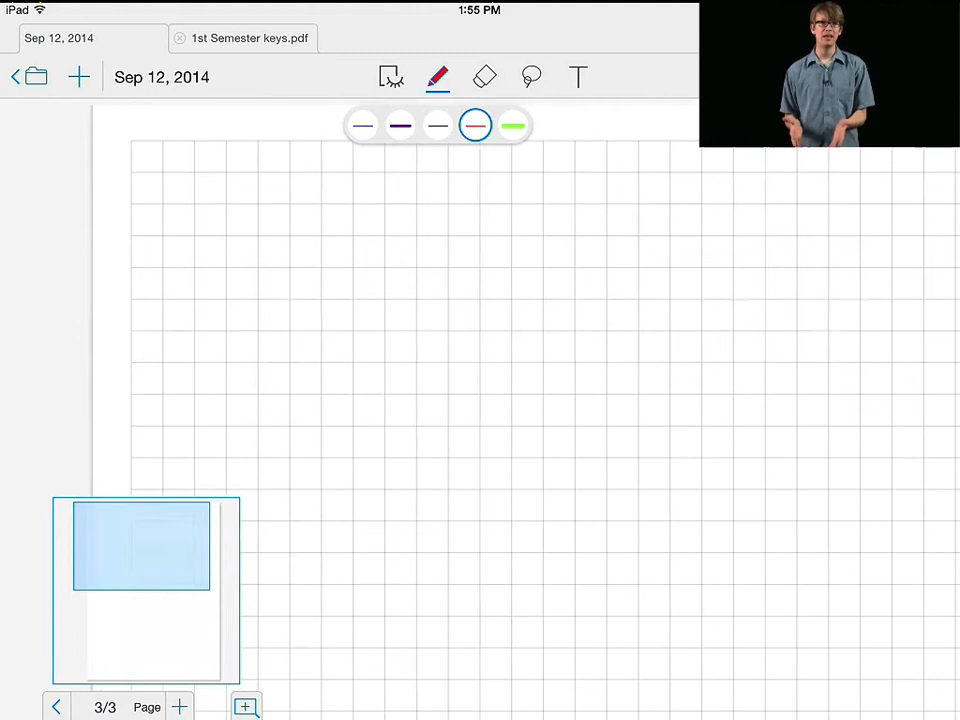 iPad 1:55 PM
Sep 12, 2014 1st Semester keys.pdf
Sep 12, 2014 T
3/3 Page